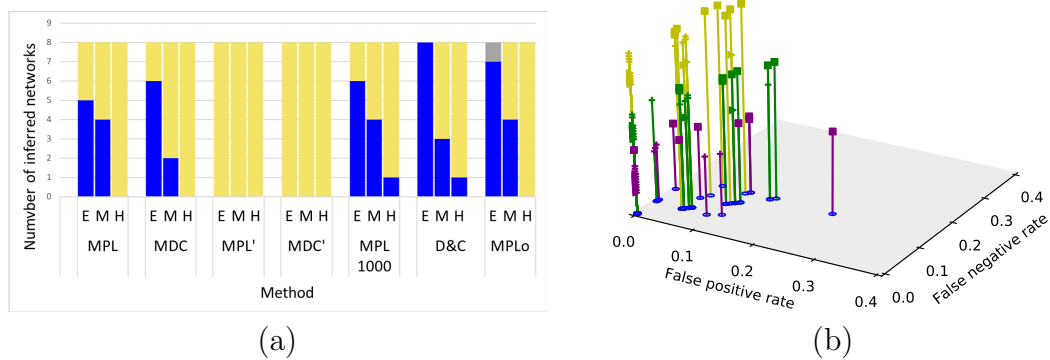 9
8
7
6
5
4
3
2
1
0
Numvber of inferred networks
E M H E M H E M H E M H E M H E M H E M H
MPL MDC MPL' MDC' MPL 1000 D&C MPLo
Method
(a)
0.0
0.1
0.2
0.3
0.4
False positive rate
0.0
0.1
0.2
0.3
0.4
False negative rate
(b)